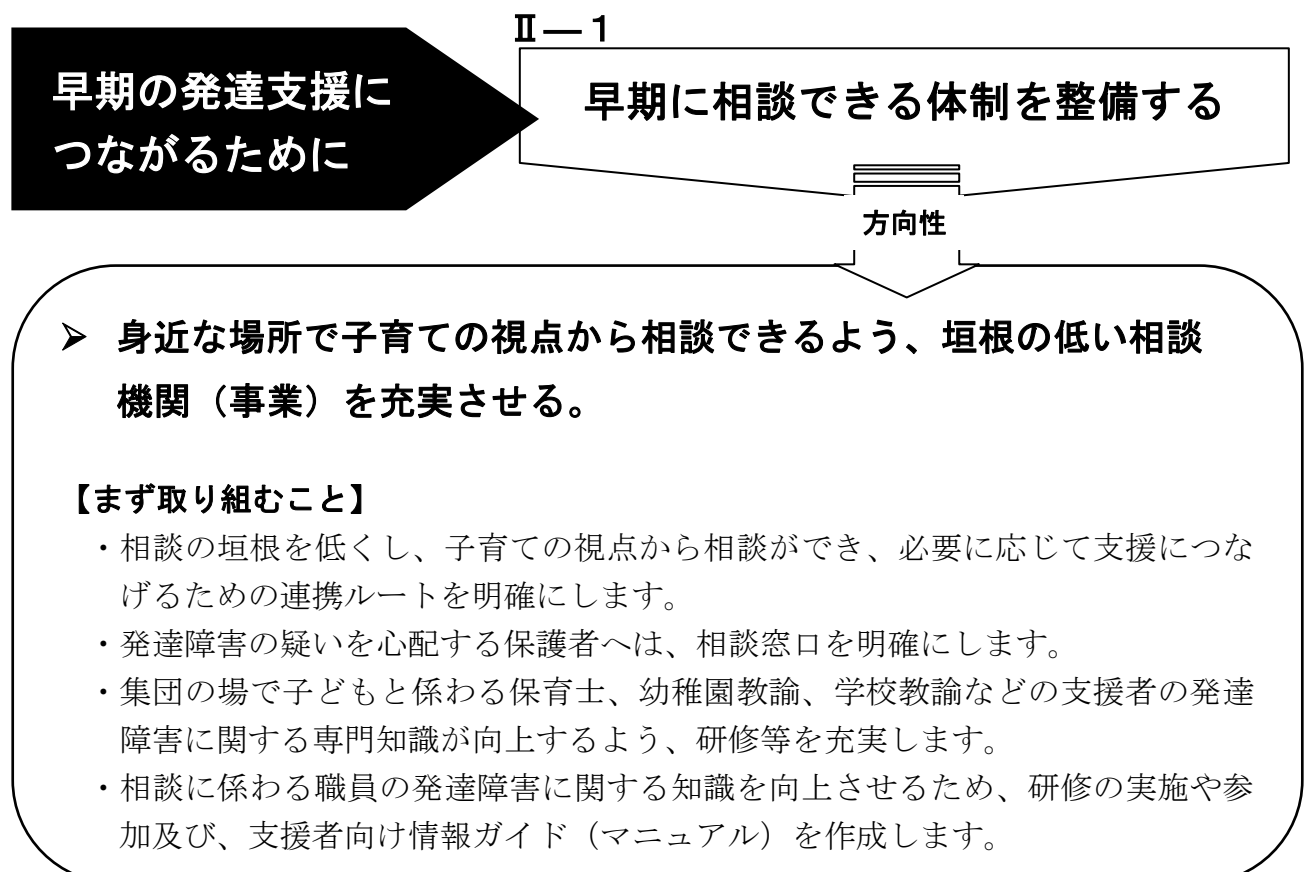 Ⅱ―1
早期の発達支援に
つながるために
早期に相談できる体制を整備する
方向性
➢ 身近な場所で子育ての視点から相談できるよう、垣根の低い相談
機関（事業）を充実させる。
【まず取り組むこと】
・相談の垣根を低くし、子育ての視点から相談ができ、必要に応じて支援につな
げるための連携ルートを明確にします。
・発達障害の疑いを心配する保護者へは、相談窓口を明確にします。
・集団の場で子どもと係わる保育士、幼稚園教諭、学校教諭などの支援者の発達
障害に関する専門知識が向上するよう、研修等を充実します。
・相談に係わる職員の発達障害に関する知識を向上させるため、研修の実施や参
加及び、支援者向け情報ガイド（マニュアル）を作成します。